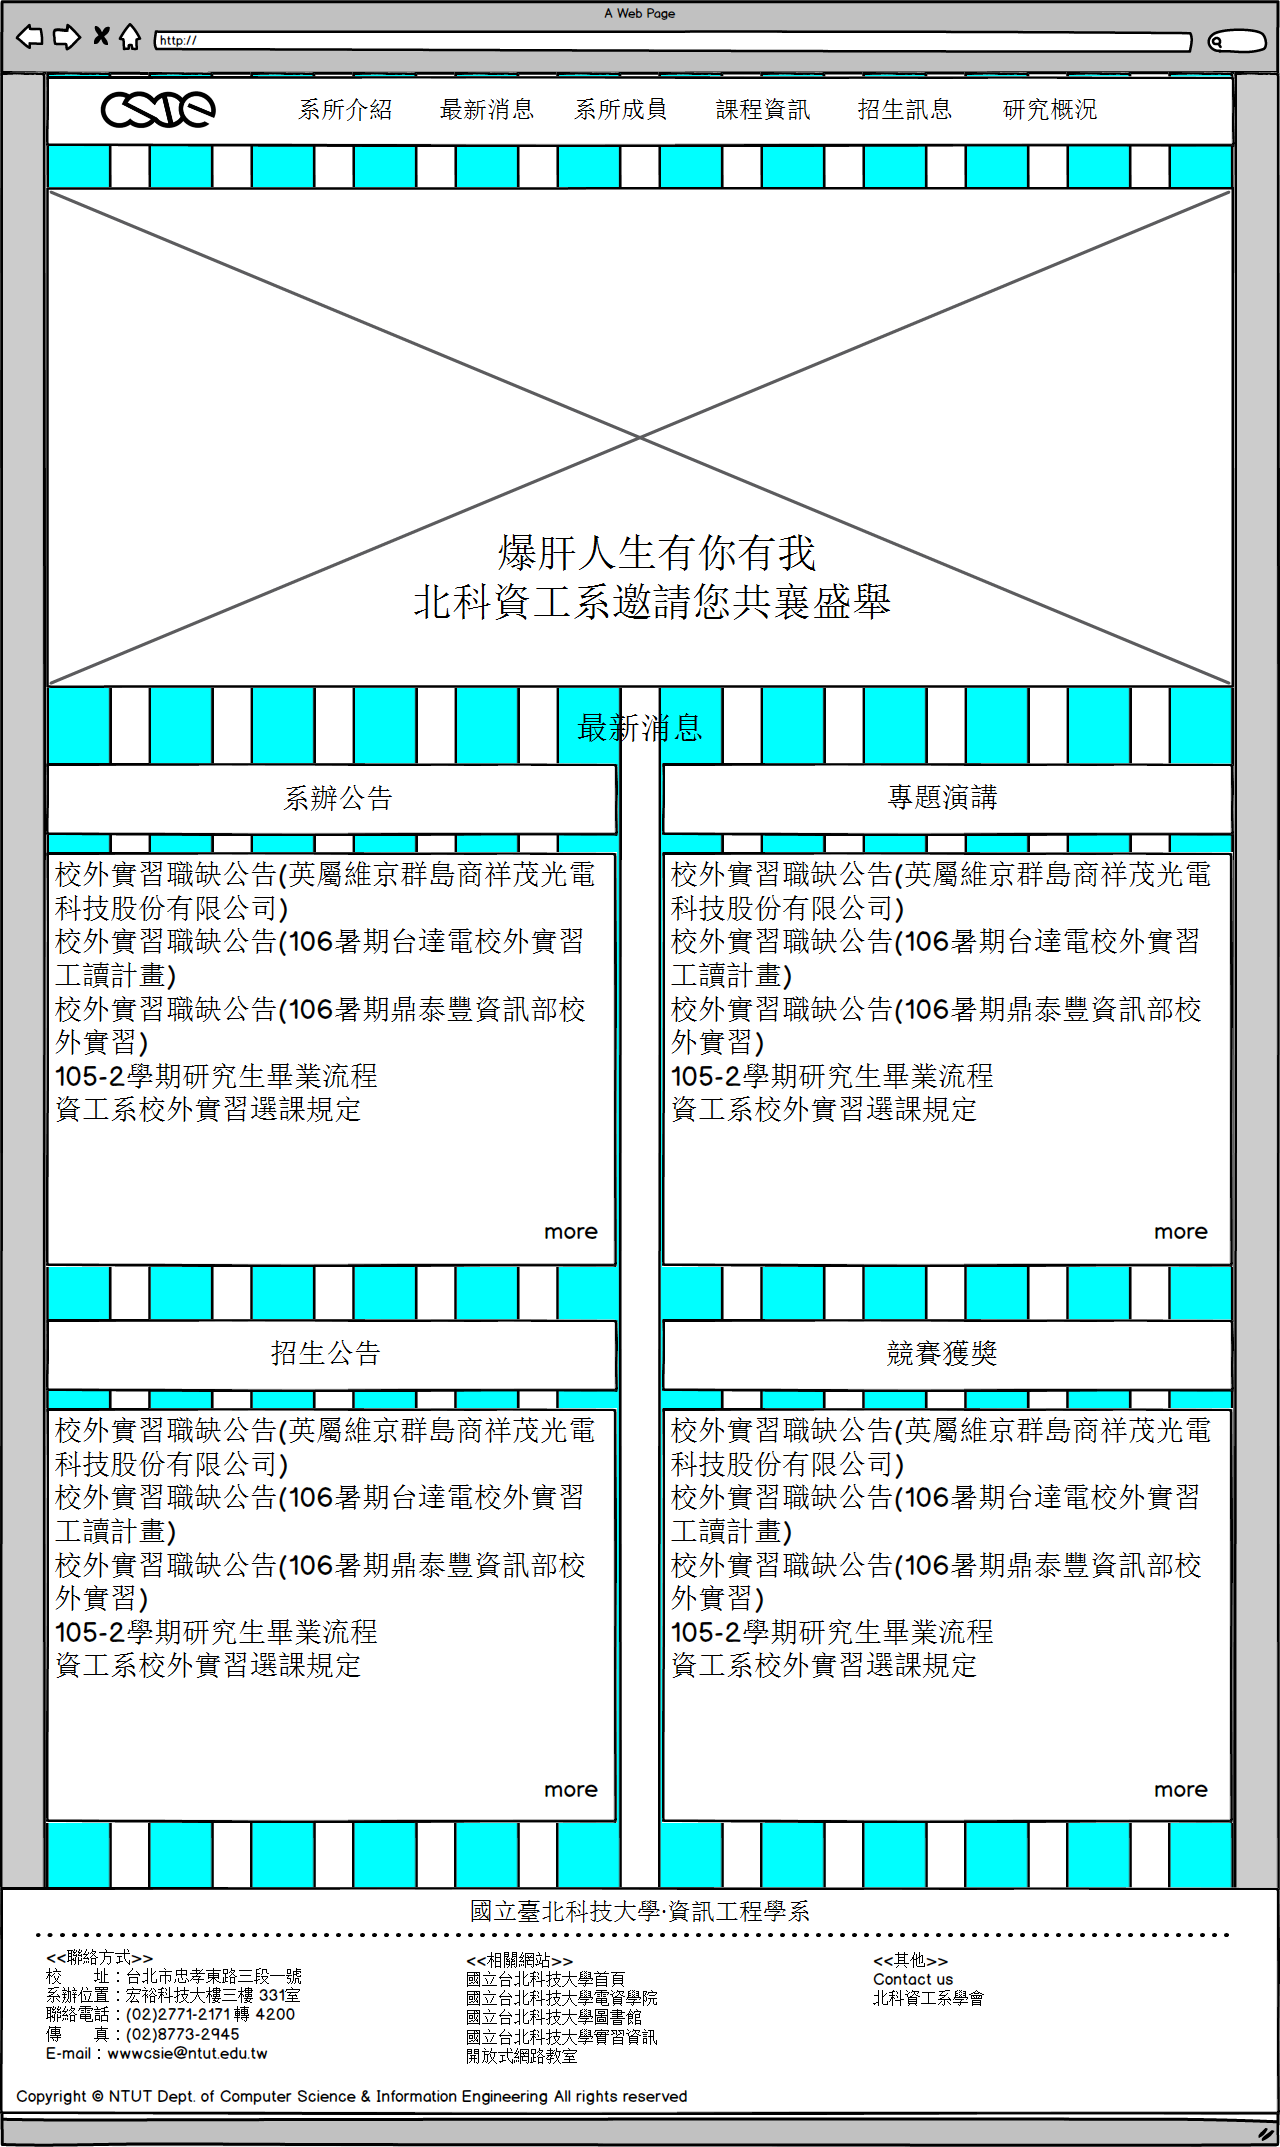 A Web Page
http://
csie
系所介紹 最新消息 系所成員 課程資訊 招生訊息 研究概況
爆肝人生有你有我
北科資工系邀請您共襄盛舉
最新消息
系辦公告
校外實習職缺公告(英屬維京群島商祥茂光電
科技股份有限公司)
校外實習職缺公告(106暑期台達電校外實習
工讀計畫)
校外實習職缺公告(106暑期鼎泰豐資訊部校
外實習)
105-2學期研究生畢業流程
資工系校外實習選課規定
more
專題演講
校外實習職缺公告(英屬維京群島商祥茂光電
科技股份有限公司)
校外實習職缺公告(106暑期台達電校外實習
工讀計畫)
校外實習職缺公告(106暑期鼎泰豐資訊部校
外實習)
105-2學期研究生畢業流程
資工系校外實習選課規定
more
招生公告
校外實習職缺公告(英屬維京群島商祥茂光電
科技股份有限公司)
校外實習職缺公告(106暑期台達電校外實習
工讀計畫)
校外實習職缺公告(106暑期鼎泰豐資訊部校
外實習)
105-2學期研究生畢業流程
資工系校外實習選課規定
more
競賽獲獎
校外實習職缺公告(英屬維京群島商祥茂光電
科技股份有限公司)
校外實習職缺公告(106暑期台達電校外實習
工讀計畫)
校外實習職缺公告(106暑期鼎泰豐資訊部校
外實習)
105-2學期研究生畢業流程
資工系校外實習選課規定
more
國立臺北科技大學·資訊工程學系
<<聯絡方式>>
校　　址：台北市忠孝東路三段一號
系辦位置：宏裕科技大樓三樓 331室
聯絡電話：(02)2771-2171 轉 4200
傳　　真：(02)8773-2945
E-mail：wwwcsie@ntut.edu.tw
<<相關網站>>
國立台北科技大學首頁
國立台北科技大學電資學院
國立台北科技大學圖書館
國立台北科技大學實習資訊
開放式網路教室
<<其他>>
Contact us
北科資工系學會
Copyright © NTUT Dept. of Computer Science & Information Engineering All rights reserved